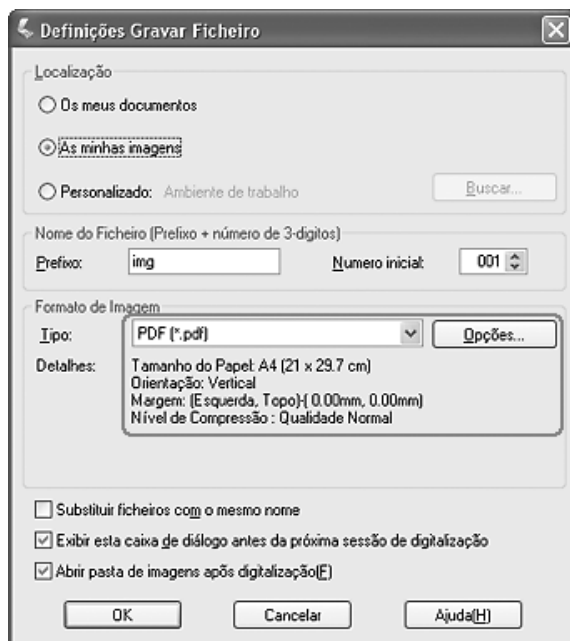 Definições Gravar Ficheiro
Localização
Os meus documentos
As minhas imagens
Personalizado: Ambiente de trabalho Buscar...
Nome do Ficheiro (Prelixo + número de 3-digitos)
Prefixo: img Numero inicial: 001
Formato de Imagem
Tipo: PDF (*.pdf) Opções...
Detalhes: Tamanho do Papel: A4 (21 x 29.7 cm)
Orientação: Vertical
Margem: (Esquerda, Topo)-( 0.00mm, 0.00mm)
Nível de Compressão : Qualidade Normal
Substituir ficheiros com o mesmo nome
Exibir esta caixa de diálogo antes da próxima sessão de digitalização
Abrir pasta de imagens após digitalização(F)
OK Cancelar Ajuda(H)